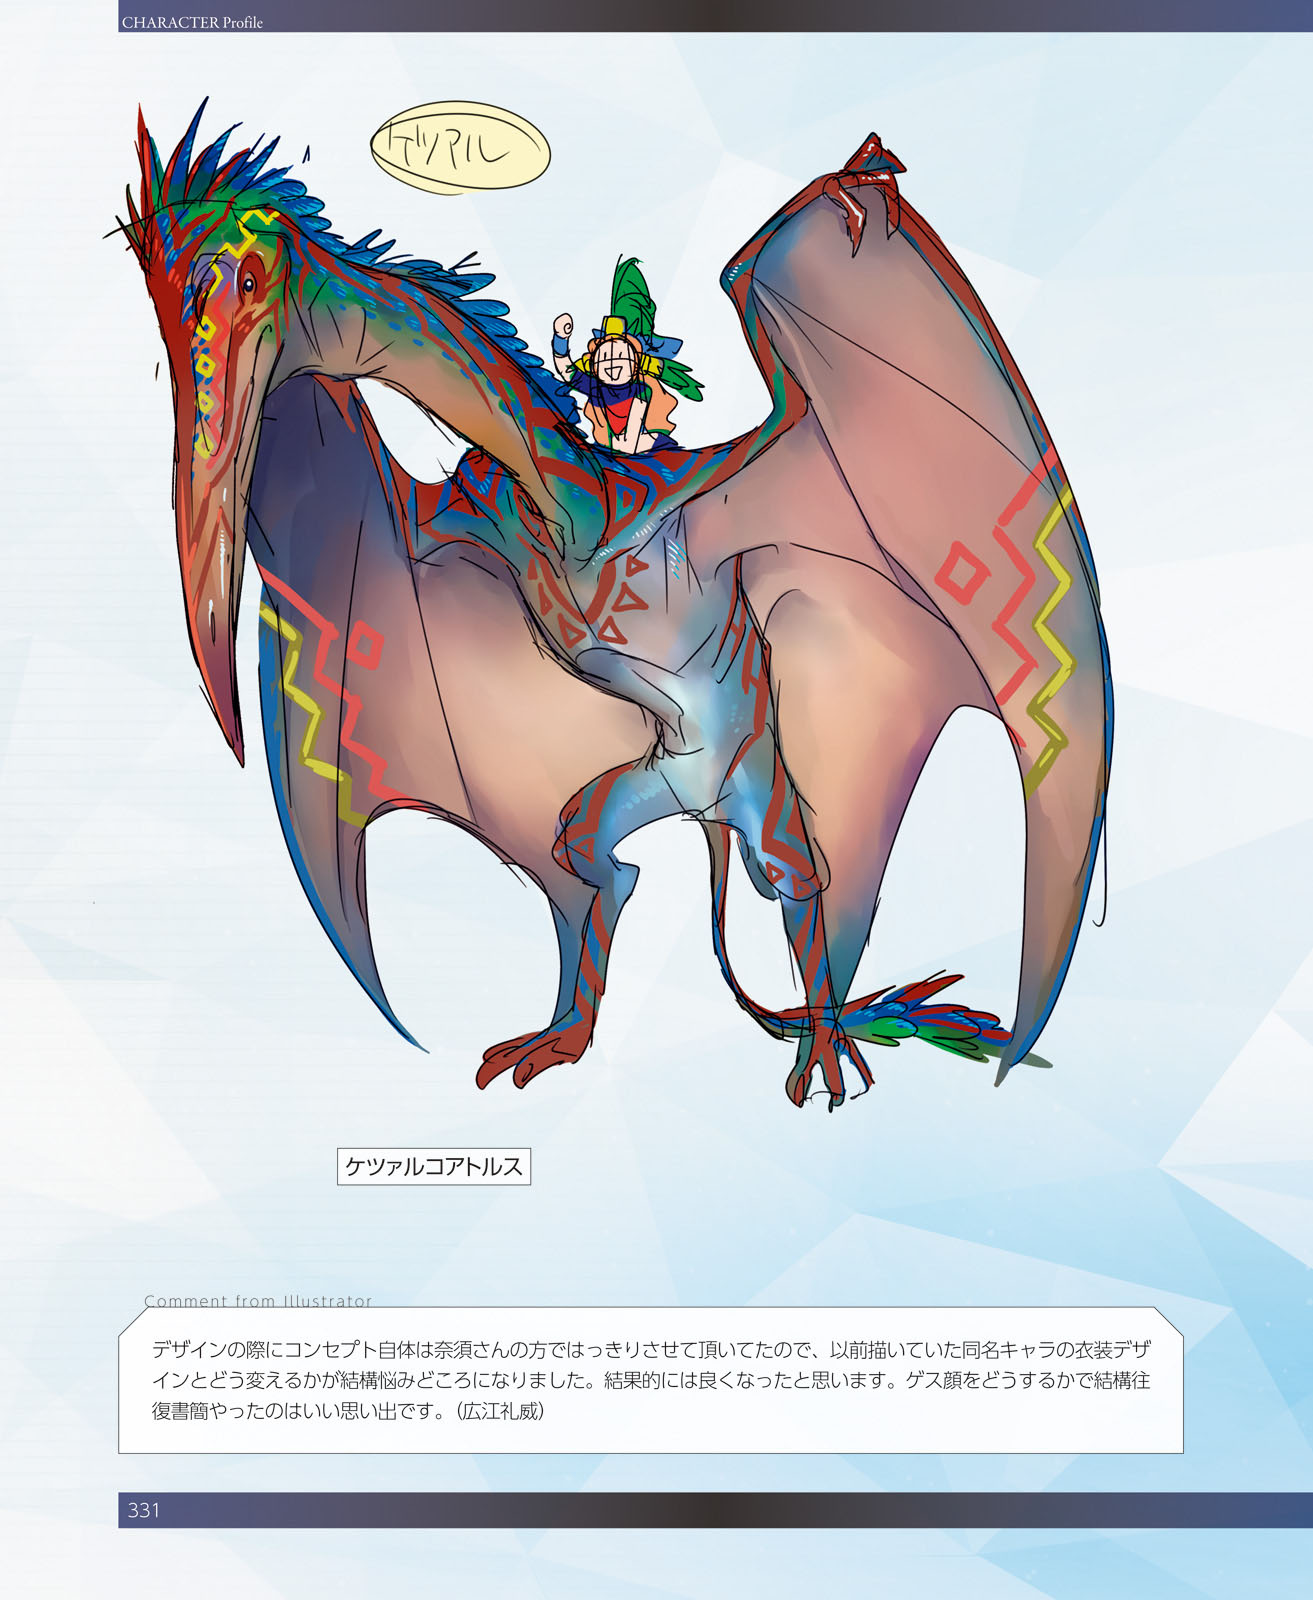 CHARACTER Profile
ケツアル
ケツァルコアトルス
Comment from Illustrator
デザインの際にコンセプト自体は奈須さんの方ではっきりさせて頂いてたので、以前描いていた同名キャラの衣装デザ
インとどう変えるかが結構悩みどころになりました。結果的には良くなったと思います。ゲス顔をどうするかで結構往
復書簡やったのはいい思い出です。（広江礼威）
331